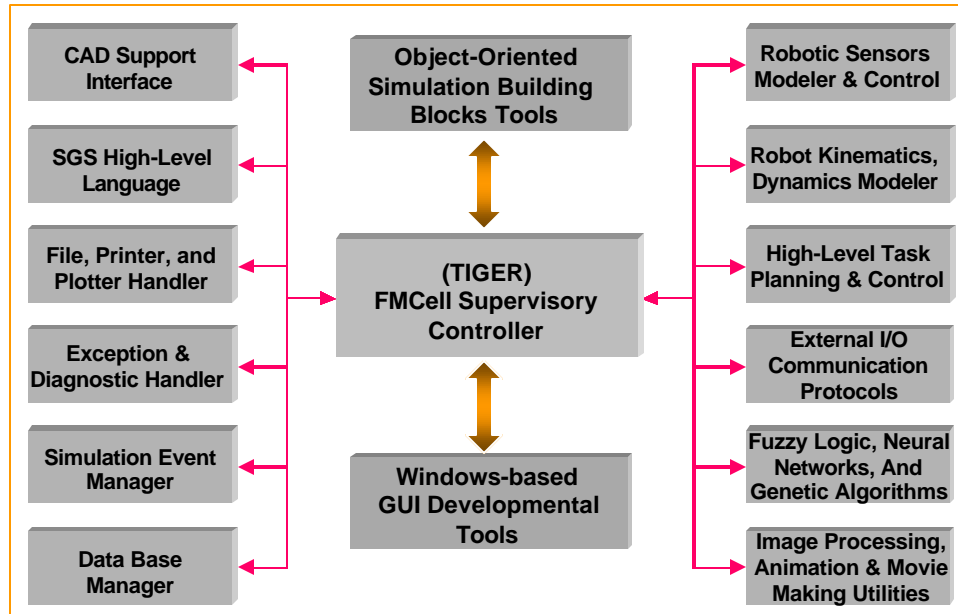 CAD Support
Interface
SGS High-Level
Language
File, Printer, and
Plotter Handler
Exception &
Diagnostic Handler
Simulation Event
Manager
Data Base
Manager
Object-Oriented
Simulation Building
Blocks Tools
(TIGER)
FMCell Supervisory
Controller
Windows-based
GUI Developmental
Tools
Robotic Sensors
Modeler & Control
Robot Kinematics,
Dynamics Modeler
High-Level Task
Planning & Control
External I/O
Communication
Protocols
Fuzzy Logic, Neural
Networks, And
Genetic Algorithms
Image Processing,
Animation & Movie
Making Utilities